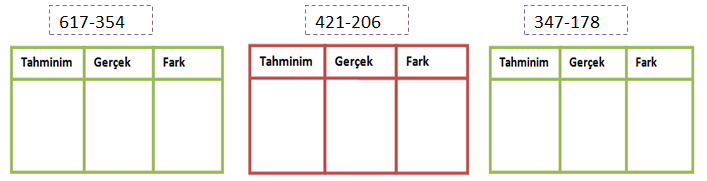 617-354
421-206
347-178
Tahminim Gerçek Fark
Tahminim Gerçek Fark
Tahminim Gerçek Fark